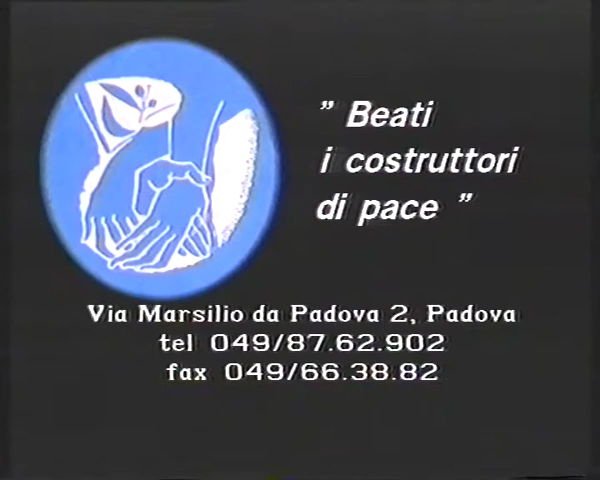 " Beati
i costruttori
di pace "
Via Marsilio da Padova 2, Padova
tel 049/87.62.902
fax 049/66.38.82